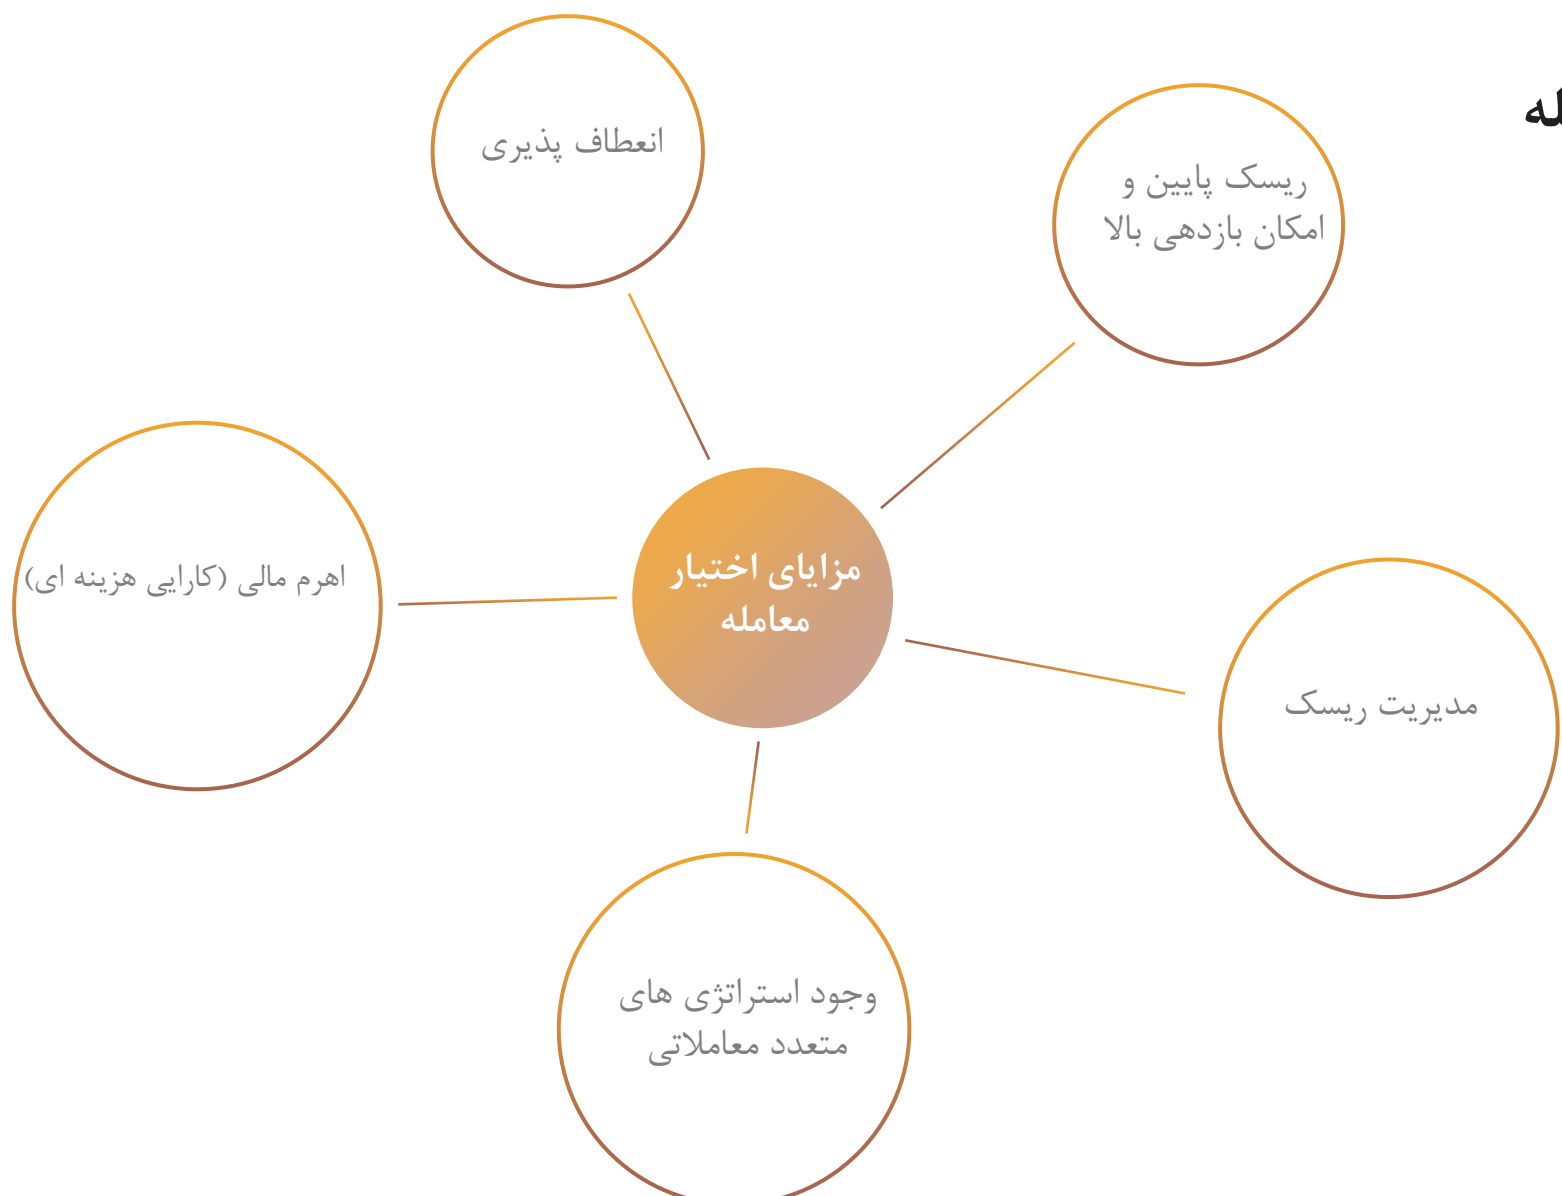 انعطاف پذیری
ریسک پایین و
امکان بازدهی بالا
مزایای اختیار
معامله
اهرم مالی (کارایی هزینه ای)
مدیریت ریسک
وجود استراتژی های
متعدد معاملاتی